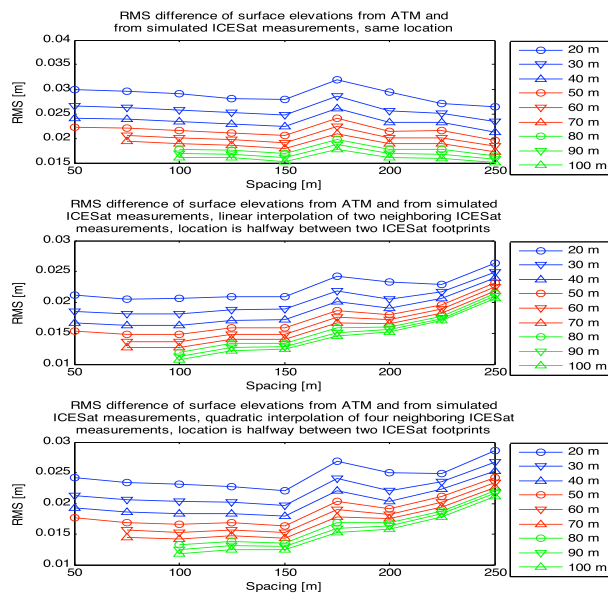 RMS difference of surface elevations from ATM and
from simulated ICESat measurements, same location
0.04
0.035
0.03
0.025
0.02
0.015
RMS [m]
50
100
150
200
250
Spacing [m]
20 m
30 m
40 m
50 m
60 m
70 m
80 m
90 m
100 m
RMS difference of surface elevations from ATM and from simulated
ICESat measurements, linear interpolation of two neighboring ICESat
measurements, location is halfway between two ICESat footprints
0.03
0.025
0.02
0.015
0.01
RMS [m]
50
100
150
200
250
Spacing [m]
20 m
30 m
40 m
50 m
60 m
70 m
80 m
90 m
100 m
RMS difference of surface elevations from ATM and from simulated
ICESat measurements, quadratic interpolation of four neighboring ICESat
measurements, location is halfway between two ICESat footprints
0.03
0.025
0.02
0.015
0.01
RMS [m]
50
100
150
200
250
Spacing [m]
20 m
30 m
40 m
50 m
60 m
70 m
80 m
90 m
100 m